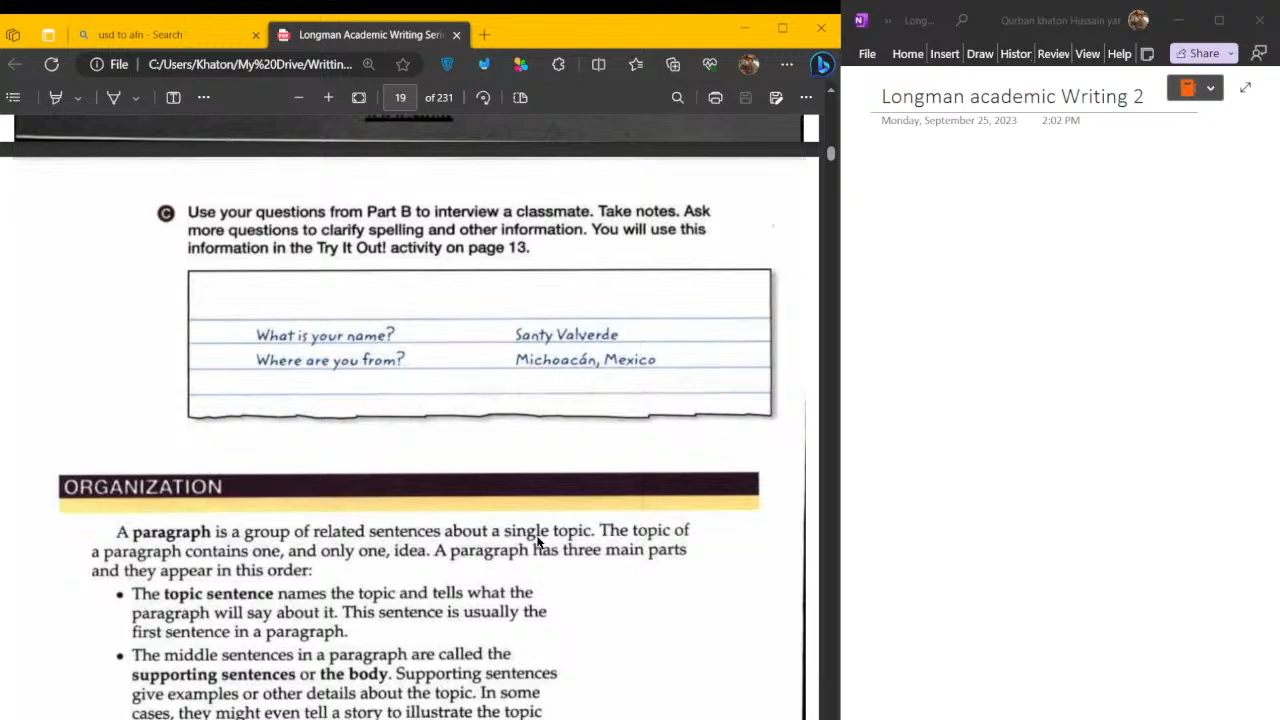 usd to afn - Search
Longman Academic Writing Seri
File
C:/Users/Khaton/My%20Drive/Writtin...
19 of 231
C Use your questions from Part B to interview a classmate. Take notes. Ask
more questions to clarify spelling and other information. You will use this
information in the Try It Out! activity on page 13.
What is your name? Santy Valverde
Where are you from? Michoacán, Mexico
ORGANIZATION
A paragraph is a group of related sentences about a single topic. The topic of
a paragraph contains one, and only one, idea. A paragraph has three main parts
and they appear in this order:
• The topic sentence names the topic and tells what the
paragraph will say about it. This sentence is usually the
first sentence in a paragraph.
• The middle sentences in a paragraph are called the
supporting sentences or the body. Supporting sentences
give examples or other details about the topic. In some
cases, they might even tell a story to illustrate the topic
Long...
Qurban khuton Hussain yar
File Home Insert Draw Histor Review View Help Share
Longman academic Writing 2
Monday, September 25, 2023 2:02 PM